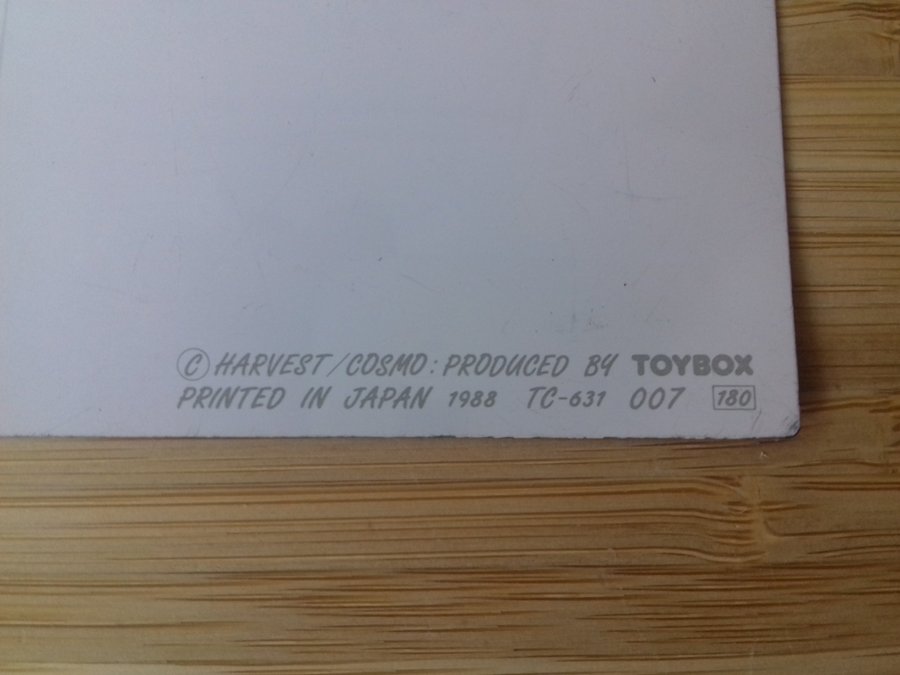 © HARVEST/COSMO: PRODUCED BY TOYBOX
PRINTED IN JAPAN 1988 TC-631 007 180